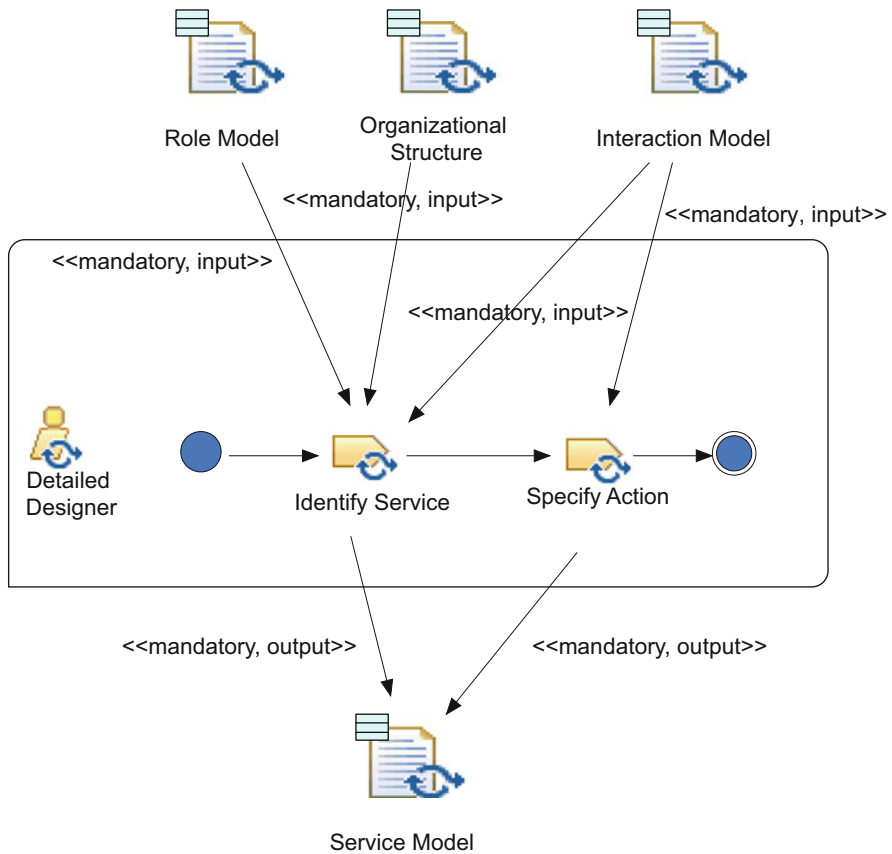 Role Model
Organizational
Structure
Interaction Model
<<mandatory, input>>
<<mandatory, input>>
<<mandatory, input>>
<<mandatory, input>>
Detailed
Designer
Identify Service
Specify Action
<<mandatory, output>>
<<mandatory, output>>
Service Model